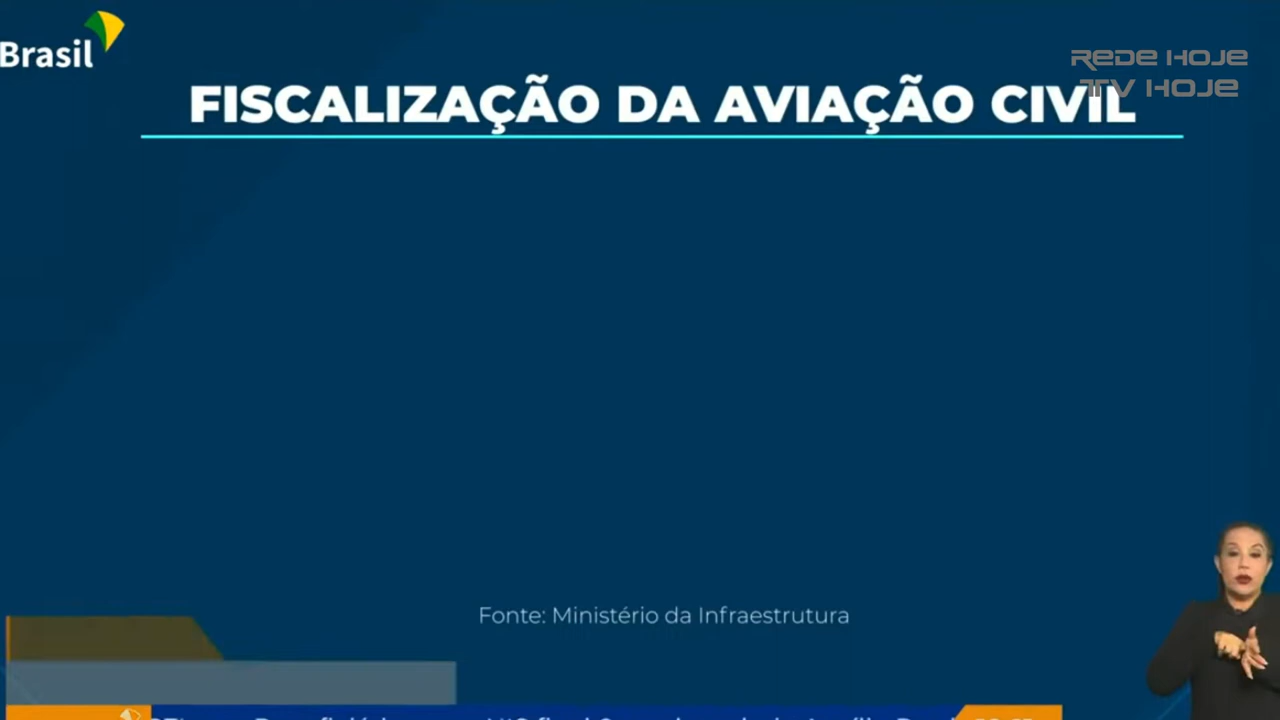 Brasil
REDE HOJE
TV HOJE
FISCALIZAÇÃO DA AVIAÇÃO CIVIL
Fonte: Ministério da Infraestrutura